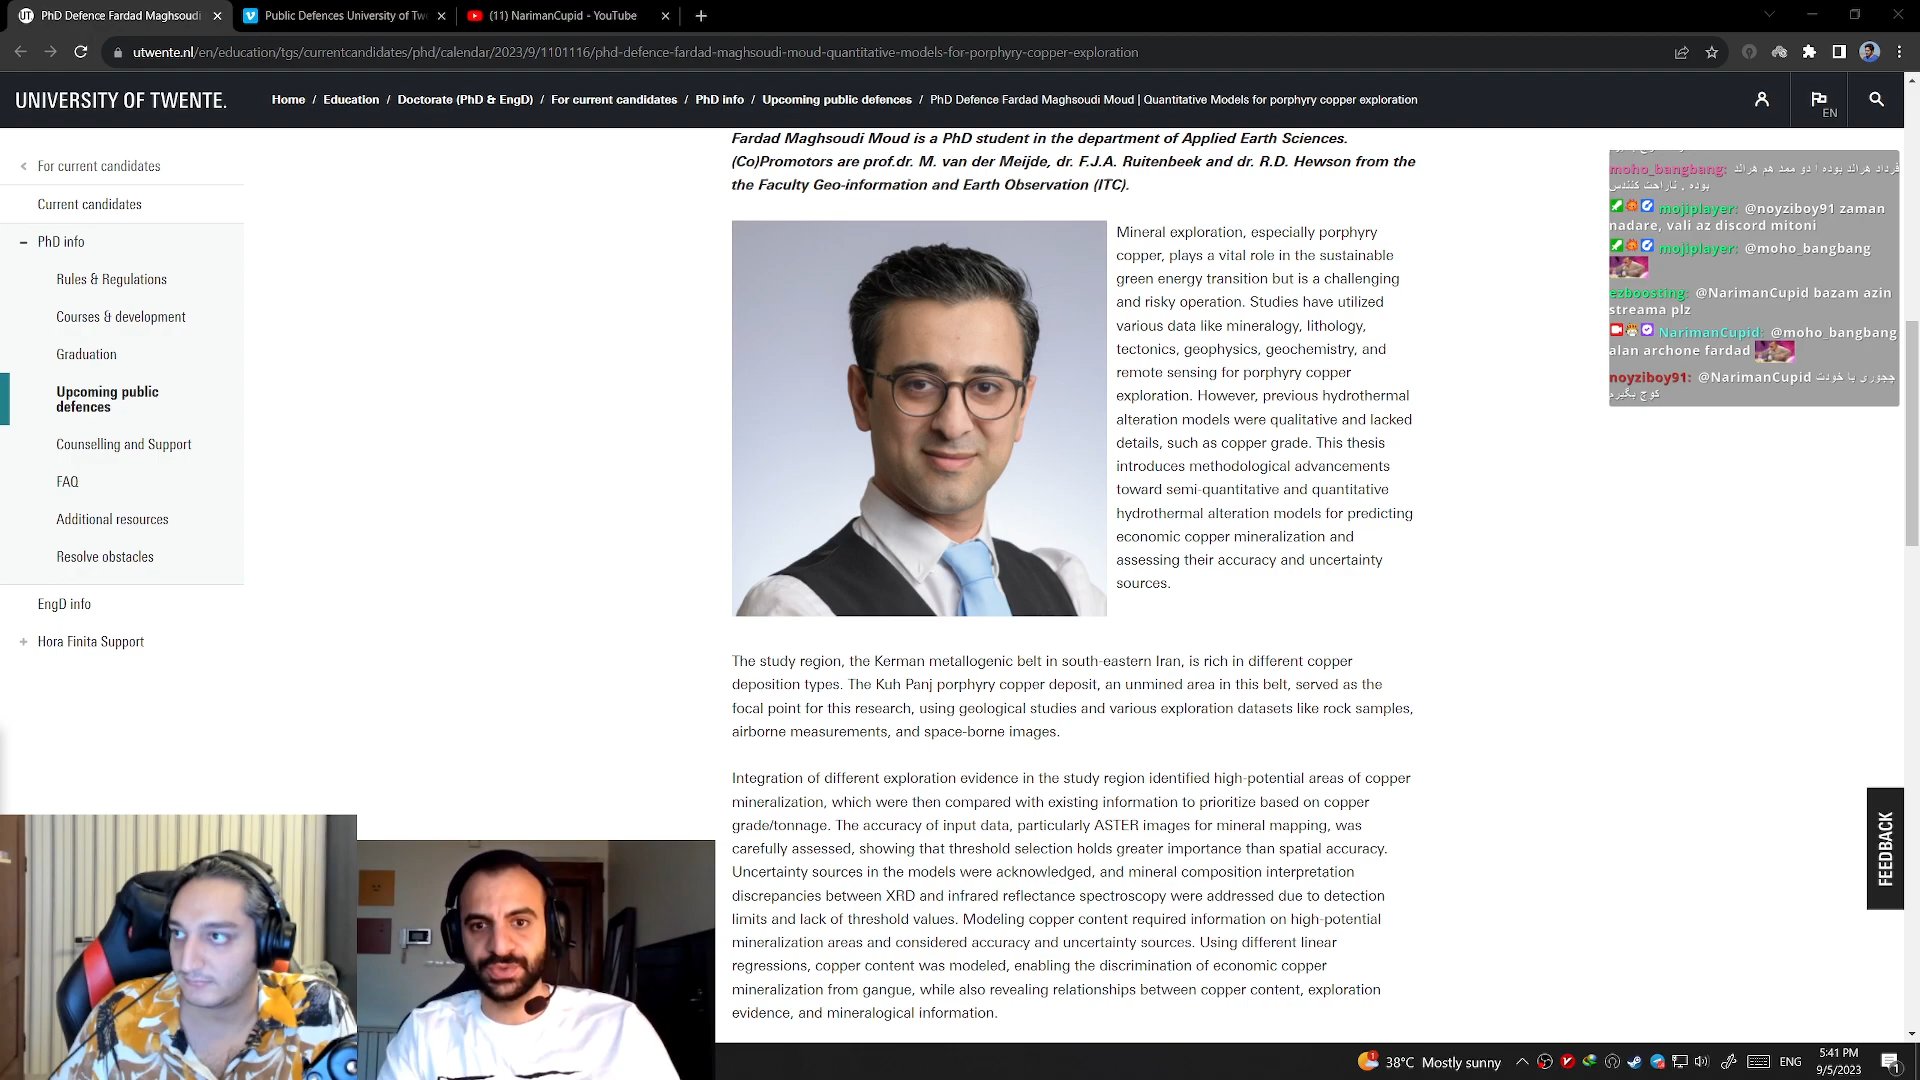 PhD Defence Fardad Maghsoudi
Public Defences University of Tw
(11) NarimanCupid - YouTube
utwente.nl/en/education/tgs/currentcandidates/phd/calendar/2023/9/1101116/phd-defence-fardad-maghsoudi-moud-quantitative-models-for-porphyry-copper-exploration
UNIVERSITY OF TWENTE.
Home / Education / Doctorate (PhD & EngD) / For current candidates / PhD info / Upcoming public defences / PhD Defence Fardad Maghsoudi Moud | Quantitative Models for porphyry copper exploration
EN
For current candidates
Current candidates
PhD info
Rules & Regulations
Courses & development
Graduation
Upcoming public
defences
Counselling and Support
FAQ
Additional resources
Resolve obstacles
EngD info
Hora Finita Support
Fardad Maghsoudi Moud is a PhD student in the department of Applied Earth Sciences.
(Co)Promotors are prof.dr. M. van der Meijde, dr. F.J.A. Ruitenbeek and dr. R.D. Hewson from the
the Faculty Geo-information and Earth Observation (ITC).
Mineral exploration, especially porphyry
copper, plays a vital role in the sustainable
green energy transition but is a challenging
and risky operation. Studies have utilized
various data like mineralogy, lithology,
tectonics, geophysics, geochemistry, and
remote sensing for porphyry copper
exploration. However, previous hydrothermal
alteration models were qualitative and lacked
details, such as copper grade. This thesis
introduces methodological advancements
toward semi-quantitative and quantitative
hydrothermal alteration models for predicting
economic copper mineralization and
assessing their accuracy and uncertainty
sources.
The study region, the Kerman metallogenic belt in south-eastern Iran, is rich in different copper
deposition types. The Kuh Panj porphyry copper deposit, an unmined area in this belt, served as the
focal point for this research, using geological studies and various exploration datasets like rock samples,
airborne measurements, and space-borne images.
Integration of different exploration evidence in the study region identified high-potential areas of copper
mineralization, which were then compared with existing information to prioritize based on copper
grade/tonnage. The accuracy of input data, particularly ASTER images for mineral mapping, was
carefully assessed, showing that threshold selection holds greater importance than spatial accuracy.
Uncertainty sources in the models were acknowledged, and mineral composition interpretation
discrepancies between XRD and infrared reflectance spectroscopy were addressed due to detection
limits and lack of threshold values. Modeling copper content required information on high-potential
mineralization areas and considered accuracy and uncertainty sources. Using different linear
regressions, copper content was modeled, enabling the discrimination of economic copper
mineralization from gangue, while also revealing relationships between copper content, exploration
evidence, and mineralogical information.
moho_bangbang: فرداد هراند بوده ا دو ممد هم هراند
بوده . ناراحت کنندس
mojiplayer: @noyziboy91 zaman
nadare, vali az discord mitoni
mojiplayer: @moho_bangbang
ezboosting: @NarimanCupid bazam azin
streama plz
NarimanCupid: @moho_bangbang
alan archone fardad
noyziboy91: @NarimanCupid چجوری با خودت
کوچ بگیرم
FEEDBACK
38°C Mostly sunny
ENG
5:41 PM
9/5/2023